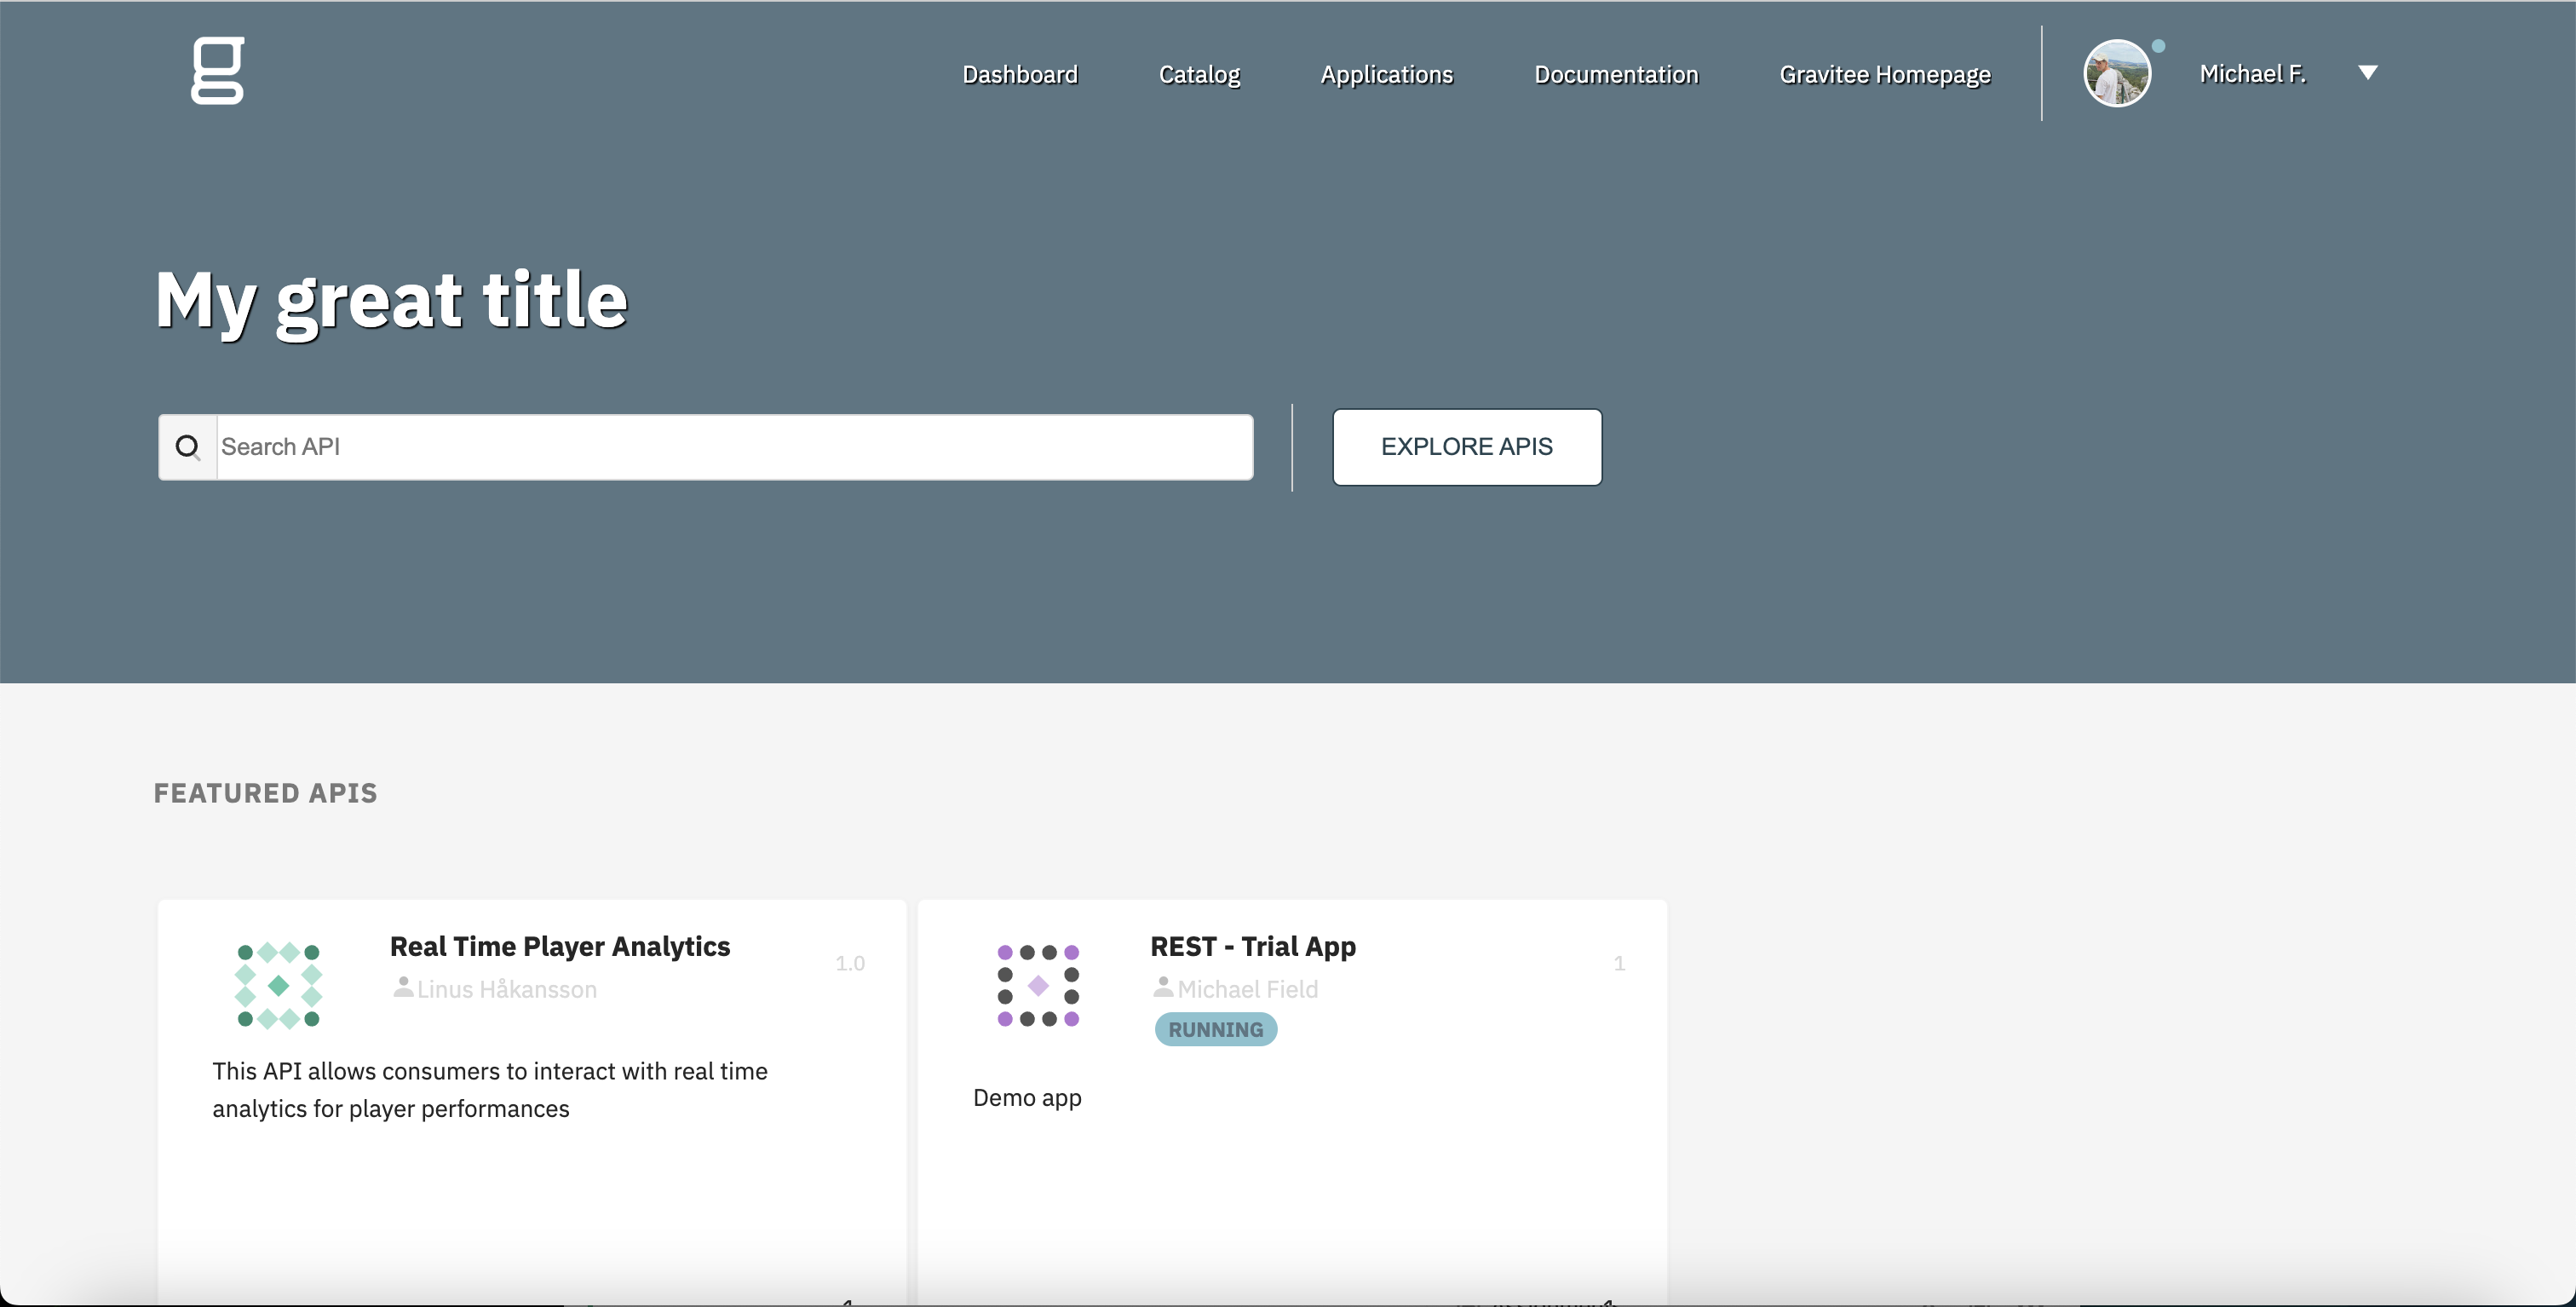 g
Dashboard Catalog Applications Documentation Gravitee Homepage Michael F.
My great title
Search API
EXPLORE APIS
FEATURED APIS
Real Time Player Analytics
1.0
Linus Håkansson
This API allows consumers to interact with real time
analytics for player performances
REST - Trial App
1
Michael Field
RUNNING
Demo app